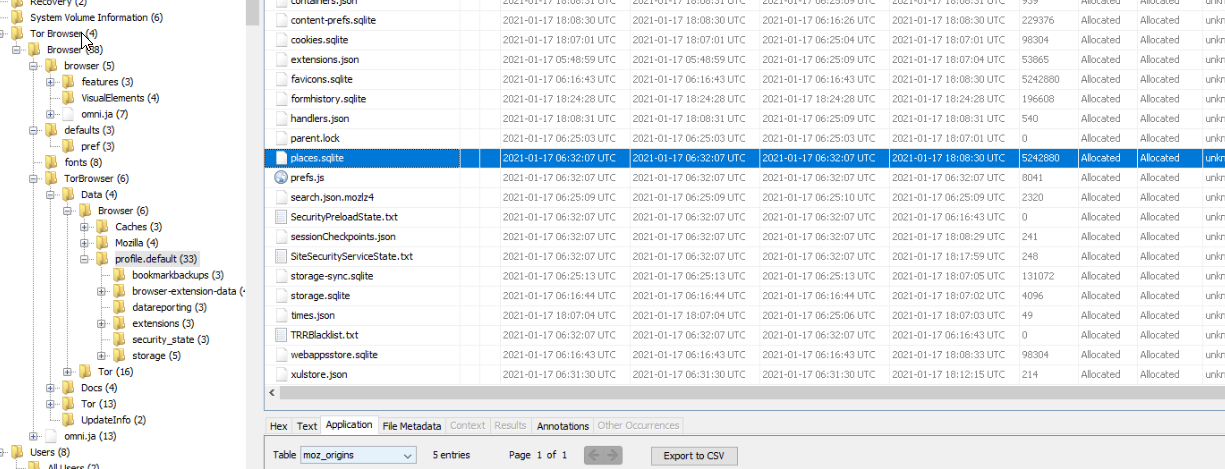 Recovery (2)
System Volume Information (6)
Tor Browser (4)
Browser (38)
browser (5)
features (3)
VisualElements (4)
omni.ja (7)
defaults (3)
pref (3)
fonts (8)
TorBrowser (6)
Data (4)
Browser (6)
Caches (3)
Mozilla (4)
profile.default (33)
bookmarkbackups (3)
browser-extension-data (
datareporting (3)
extensions (3)
security_state (3)
storage (5)
Tor (16)
Docs (4)
Tor (13)
UpdateInfo (2)
omni.ja (13)
Users (8)
All Users (2)
containers.json 2021-01-17 18:08:31 UTC 2021-01-17 18:08:31 UTC 2021-01-17 06:25:09 UTC 2021-01-17 18:08:31 UTC 939 Allocated Allocated
content-prefs.sqlite 2021-01-17 18:08:30 UTC 2021-01-17 18:08:30 UTC 2021-01-17 06:16:26 UTC 2021-01-17 18:08:30 UTC 229376 Allocated Allocated unkn
cookies.sqlite 2021-01-17 18:07:01 UTC 2021-01-17 18:07:01 UTC 2021-01-17 06:25:04 UTC 2021-01-17 18:07:01 UTC 98304 Allocated Allocated unkn
extensions.json 2021-01-17 05:48:59 UTC 2021-01-17 05:48:59 UTC 2021-01-17 06:25:09 UTC 2021-01-17 18:07:04 UTC 53865 Allocated Allocated unkn
favicons.sqlite 2021-01-17 06:16:43 UTC 2021-01-17 06:16:43 UTC 2021-01-17 06:16:43 UTC 2021-01-17 18:08:30 UTC 5242880 Allocated Allocated unkn
formhistory.sqlite 2021-01-17 18:24:28 UTC 2021-01-17 18:24:28 UTC 2021-01-17 18:24:28 UTC 2021-01-17 18:24:28 UTC 196608 Allocated Allocated unkn
handlers.json 2021-01-17 18:08:31 UTC 2021-01-17 18:08:31 UTC 2021-01-17 06:25:09 UTC 2021-01-17 18:08:31 UTC 540 Allocated Allocated unkn
parent.lock 2021-01-17 06:25:03 UTC 2021-01-17 06:25:03 UTC 2021-01-17 06:25:03 UTC 2021-01-17 18:07:01 UTC 0 Allocated Allocated unkn
places.sqlite 2021-01-17 06:32:07 UTC 2021-01-17 06:32:07 UTC 2021-01-17 06:32:07 UTC 2021-01-17 18:08:30 UTC 5242880 Allocated Allocated unkn
prefs.js 2021-01-17 06:32:07 UTC 2021-01-17 06:32:07 UTC 2021-01-17 06:32:07 UTC 2021-01-17 06:32:07 UTC 8041 Allocated Allocated unkn
search.json.mozlz4 2021-01-17 06:25:09 UTC 2021-01-17 06:25:09 UTC 2021-01-17 06:25:10 UTC 2021-01-17 06:25:09 UTC 2320 Allocated Allocated unkn
SecurityPreloadState.txt 2021-01-17 06:32:07 UTC 2021-01-17 06:32:07 UTC 2021-01-17 06:32:07 UTC 2021-01-17 06:16:43 UTC 0 Allocated Allocated unkn
sessionCheckpoints.json 2021-01-17 06:32:07 UTC 2021-01-17 06:32:07 UTC 2021-01-17 06:32:07 UTC 2021-01-17 18:08:29 UTC 241 Allocated Allocated unkn
SiteSecurityServiceState.txt 2021-01-17 06:32:07 UTC 2021-01-17 06:32:07 UTC 2021-01-17 06:32:07 UTC 2021-01-17 18:17:59 UTC 248 Allocated Allocated unkn
storage-sync.sqlite 2021-01-17 06:25:13 UTC 2021-01-17 06:25:13 UTC 2021-01-17 06:25:13 UTC 2021-01-17 18:07:05 UTC 131072 Allocated Allocated unkn
storage.sqlite 2021-01-17 06:16:44 UTC 2021-01-17 06:16:44 UTC 2021-01-17 06:16:44 UTC 2021-01-17 18:07:02 UTC 4096 Allocated Allocated unkn
times.json 2021-01-17 18:07:04 UTC 2021-01-17 18:07:04 UTC 2021-01-17 06:25:06 UTC 2021-01-17 18:07:03 UTC 49 Allocated Allocated unkn
TRRBlacklist.txt 2021-01-17 06:32:07 UTC 2021-01-17 06:32:07 UTC 2021-01-17 06:32:07 UTC 2021-01-17 06:16:43 UTC 0 Allocated Allocated unkn
webappsstore.sqlite 2021-01-17 06:16:43 UTC 2021-01-17 06:16:43 UTC 2021-01-17 06:16:43 UTC 2021-01-17 18:08:33 UTC 98304 Allocated Allocated unkn
xulstore.json 2021-01-17 06:31:30 UTC 2021-01-17 06:31:30 UTC 2021-01-17 06:31:30 UTC 2021-01-17 18:12:15 UTC 214 Allocated Allocated unkn
Hex Text Application File Metadata Context Results Annotations Other Occurrences
Table moz_origins 5 entries Page 1 of 1 Export to CSV